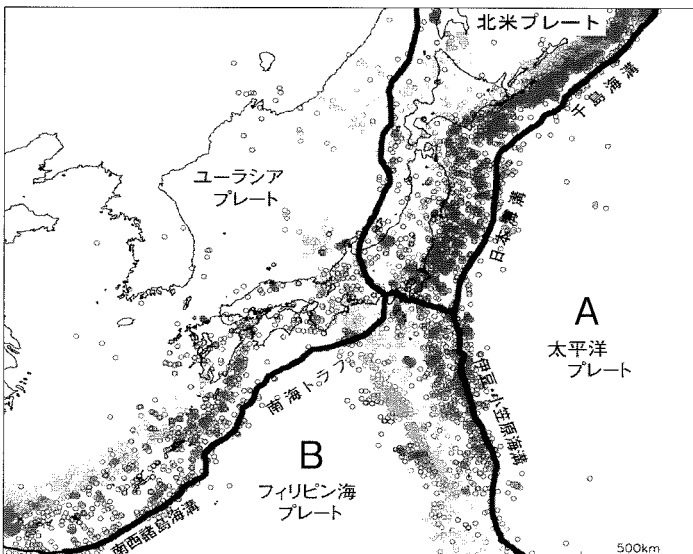 北米プレート
千島海溝
ユーラシア
プレート
日本海溝
A
太平洋
プレート
伊豆・小笠原海溝
南海トラフ
B
フィリピン海
プレート
南西諸島海溝
500km